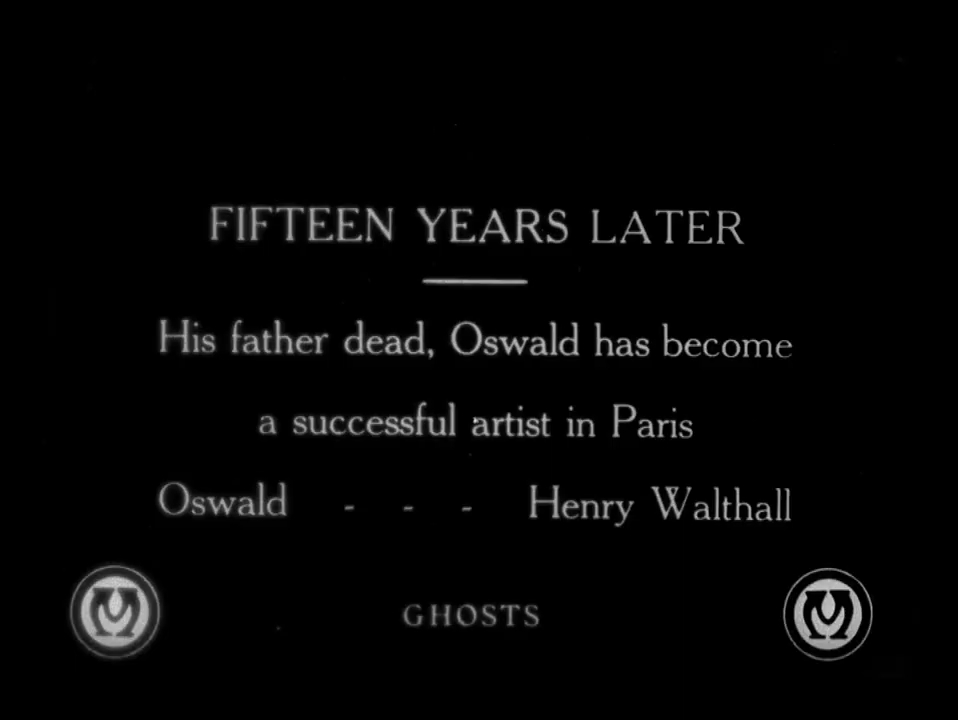 FIFTEEN YEARS LATER
His father dead, Oswald has become
a successful artist in Paris
Oswald - - - Henry Walthall
GHOSTS